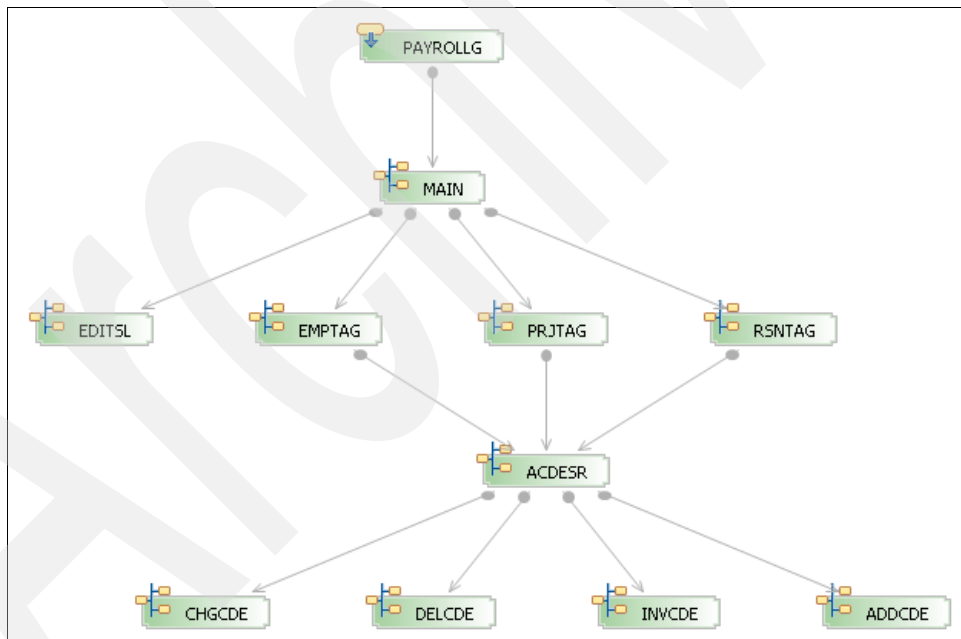 PAYROLLG
MAIN
EDITSL
EMPTAG
PRJTAG
RSNTAG
ACDESR
CHGCDE
DELCDE
INVCDE
ADDCDE